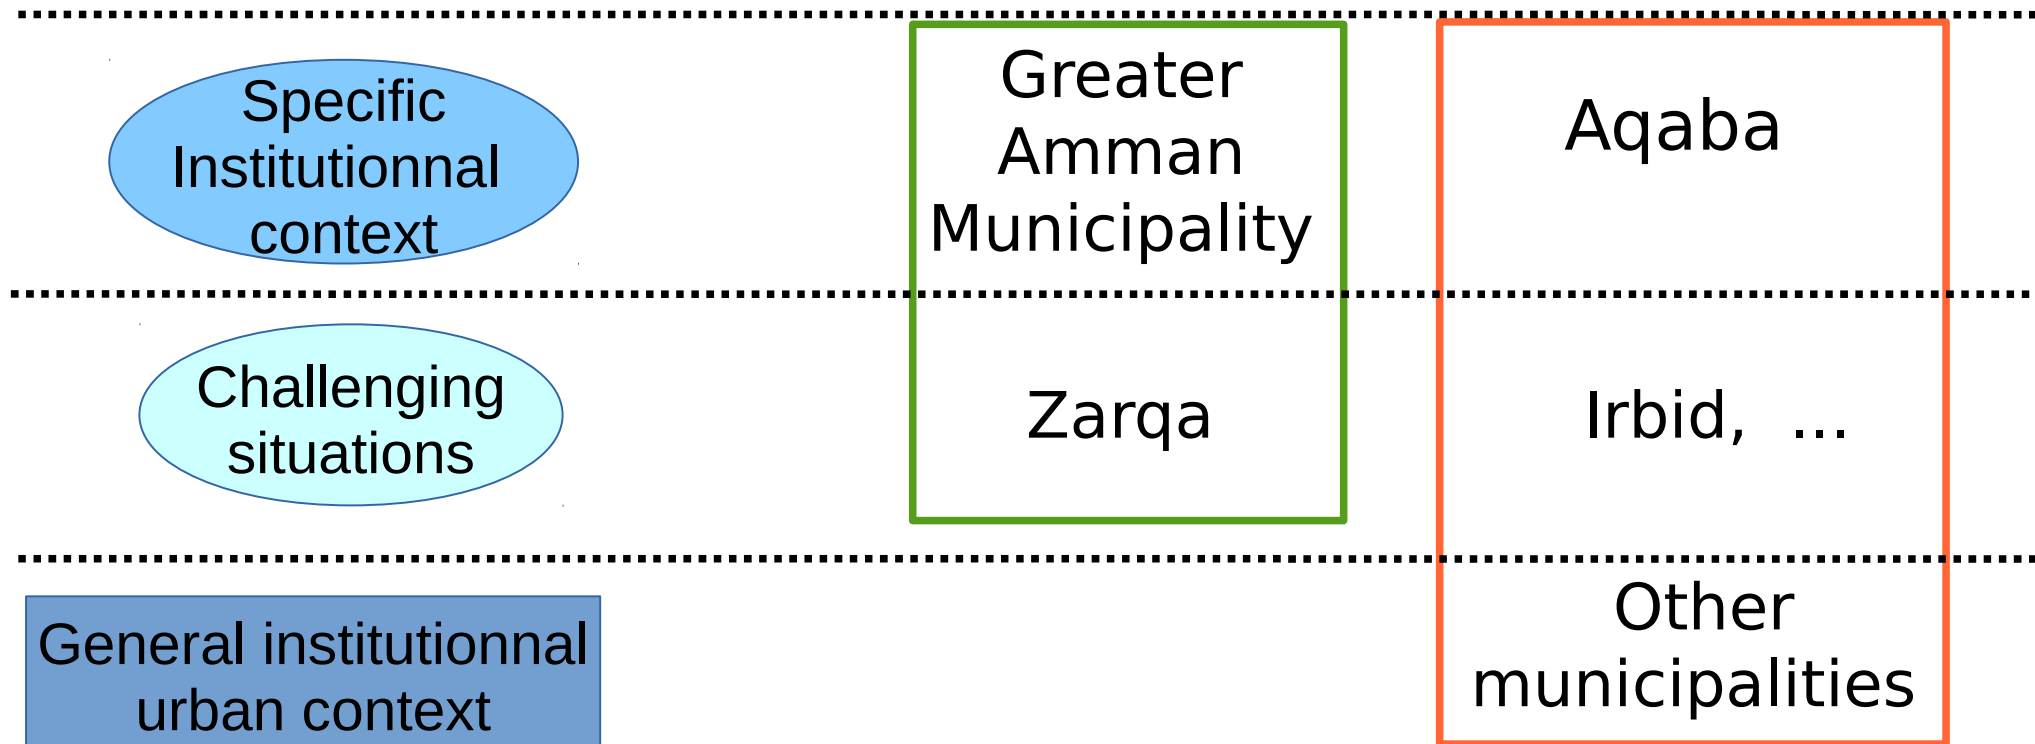 Specific
Institutionnal
context
Greater
Amman
Municipality
Aqaba
Challenging
situations
Zarqa
Irbid,  ...
General institutionnal
urban context
Other
municipalities